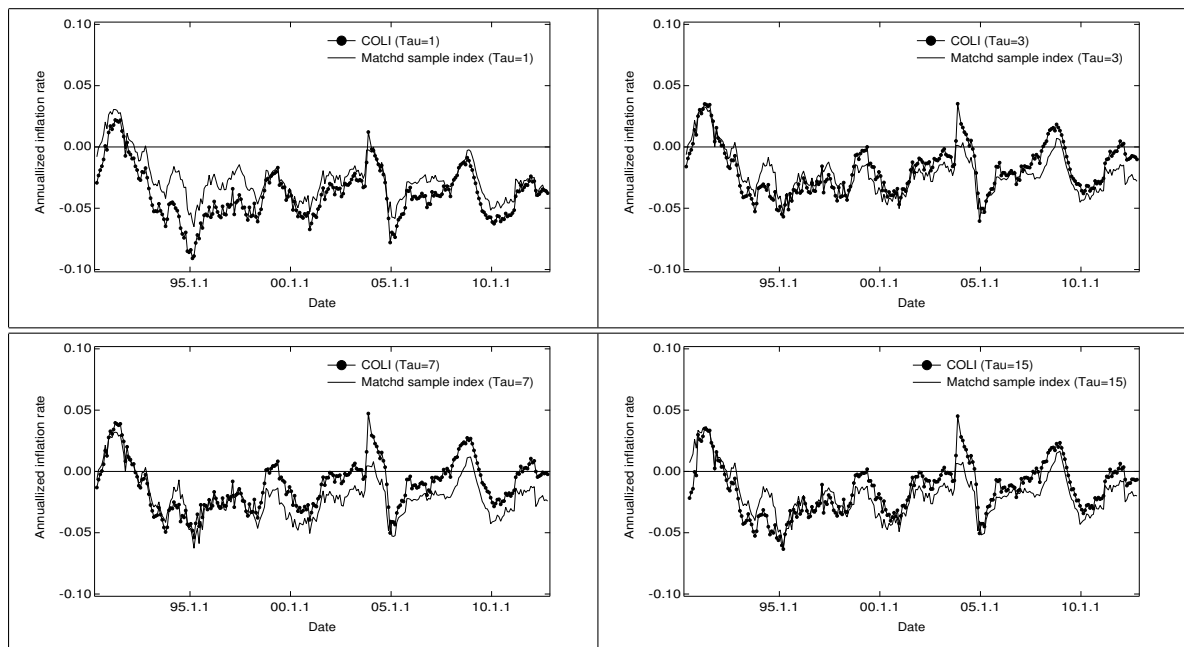 0.10
COLI (Tau=1)
Matchd sample index (Tau=1)
0.05
0.00
-0.05
-0.10
Annuallized inflation rate
95.1.1 00.1.1 05.1.1 10.1.1
Date
0.10
COLI (Tau=3)
Matchd sample index (Tau=3)
0.05
0.00
-0.05
-0.10
Annuallized inflation rate
95.1.1 00.1.1 05.1.1 10.1.1
Date
0.10
COLI (Tau=7)
Matchd sample index (Tau=7)
0.05
0.00
-0.05
-0.10
Annuallized inflation rate
95.1.1 00.1.1 05.1.1 10.1.1
Date
0.10
COLI (Tau=15)
Matchd sample index (Tau=15)
0.05
0.00
-0.05
-0.10
Annuallized inflation rate
95.1.1 00.1.1 05.1.1 10.1.1
Date